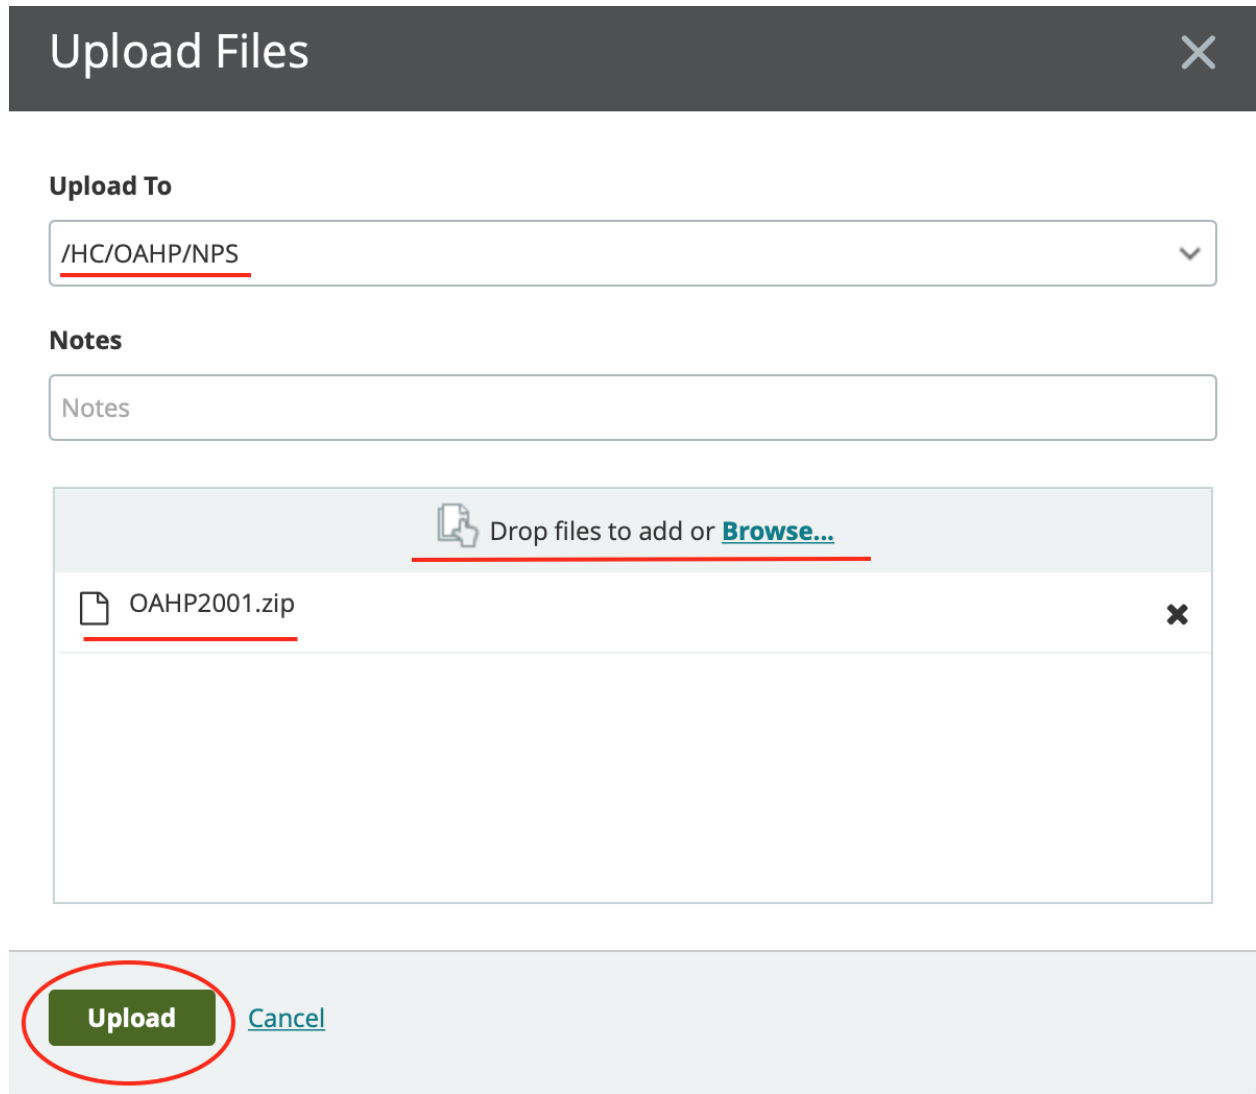 Upload Files
Upload To
/HC/OAHP/NPS
Notes
Notes
Drop files to add or Browse...
OAHP2001.zip
Upload
Cancel